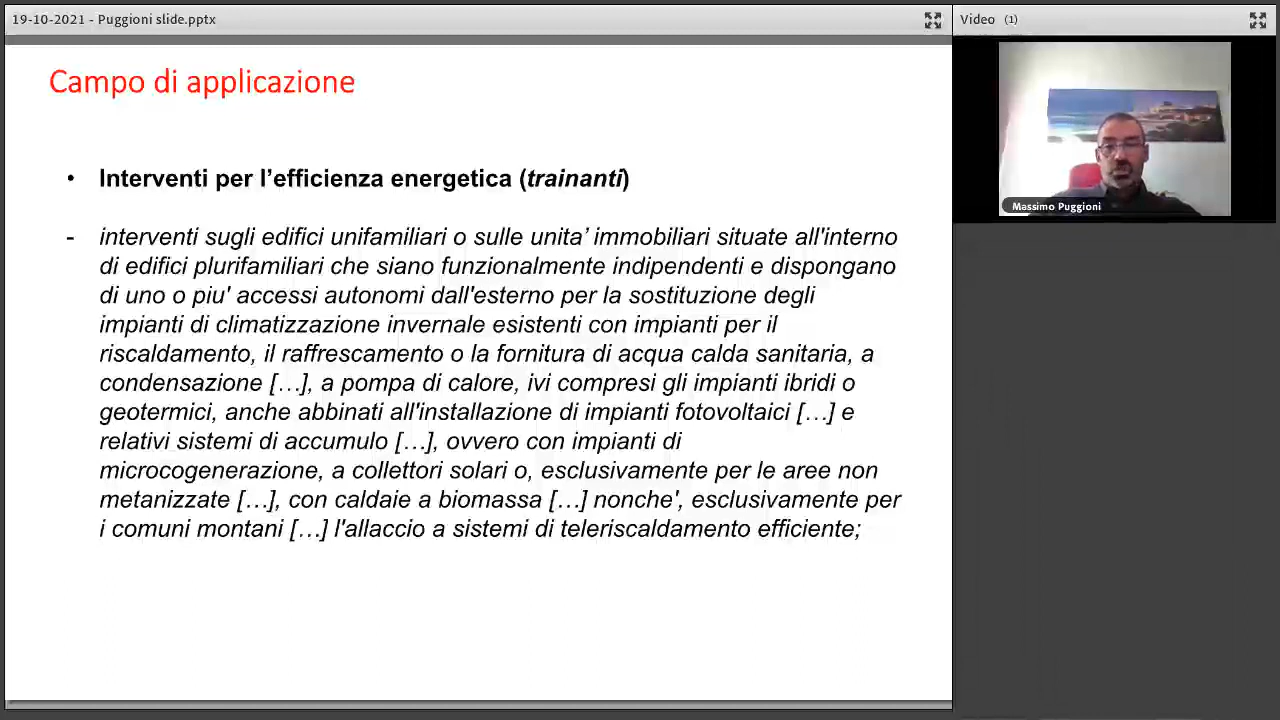 19-10-2021 - Puggioni slide.pptx
Video (1)
Campo di applicazione
Massimo Puggioni
• Interventi per l’efficienza energetica (trainanti)
- interventi sugli edifici unifamiliari o sulle unita’ immobiliari situate all'interno
di edifici plurifamiliari che siano funzionalmente indipendenti e dispongano
di uno o piu' accessi autonomi dall'esterno per la sostituzione degli
impianti di climatizzazione invernale esistenti con impianti per il
riscaldamento, il raffrescamento o la fornitura di acqua calda sanitaria, a
condensazione […], a pompa di calore, ivi compresi gli impianti ibridi o
geotermici, anche abbinati all'installazione di impianti fotovoltaici […] e
relativi sistemi di accumulo […], ovvero con impianti di
microcogenerazione, a collettori solari o, esclusivamente per le aree non
metanizzate […], con caldaie a biomassa […] nonche', esclusivamente per
i comuni montani […] l'allaccio a sistemi di teleriscaldamento efficiente;